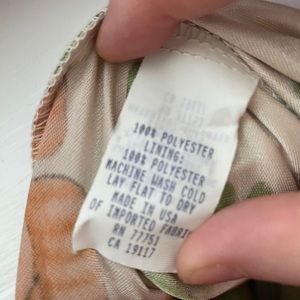 100% POLYESTER
LINING:
100% POLYESTER
MACHINE WASH COLD
LAY FLAT TO DRY
MADE IN USA
OF IMPORTED FABRIC
RN 77751
CA 19117